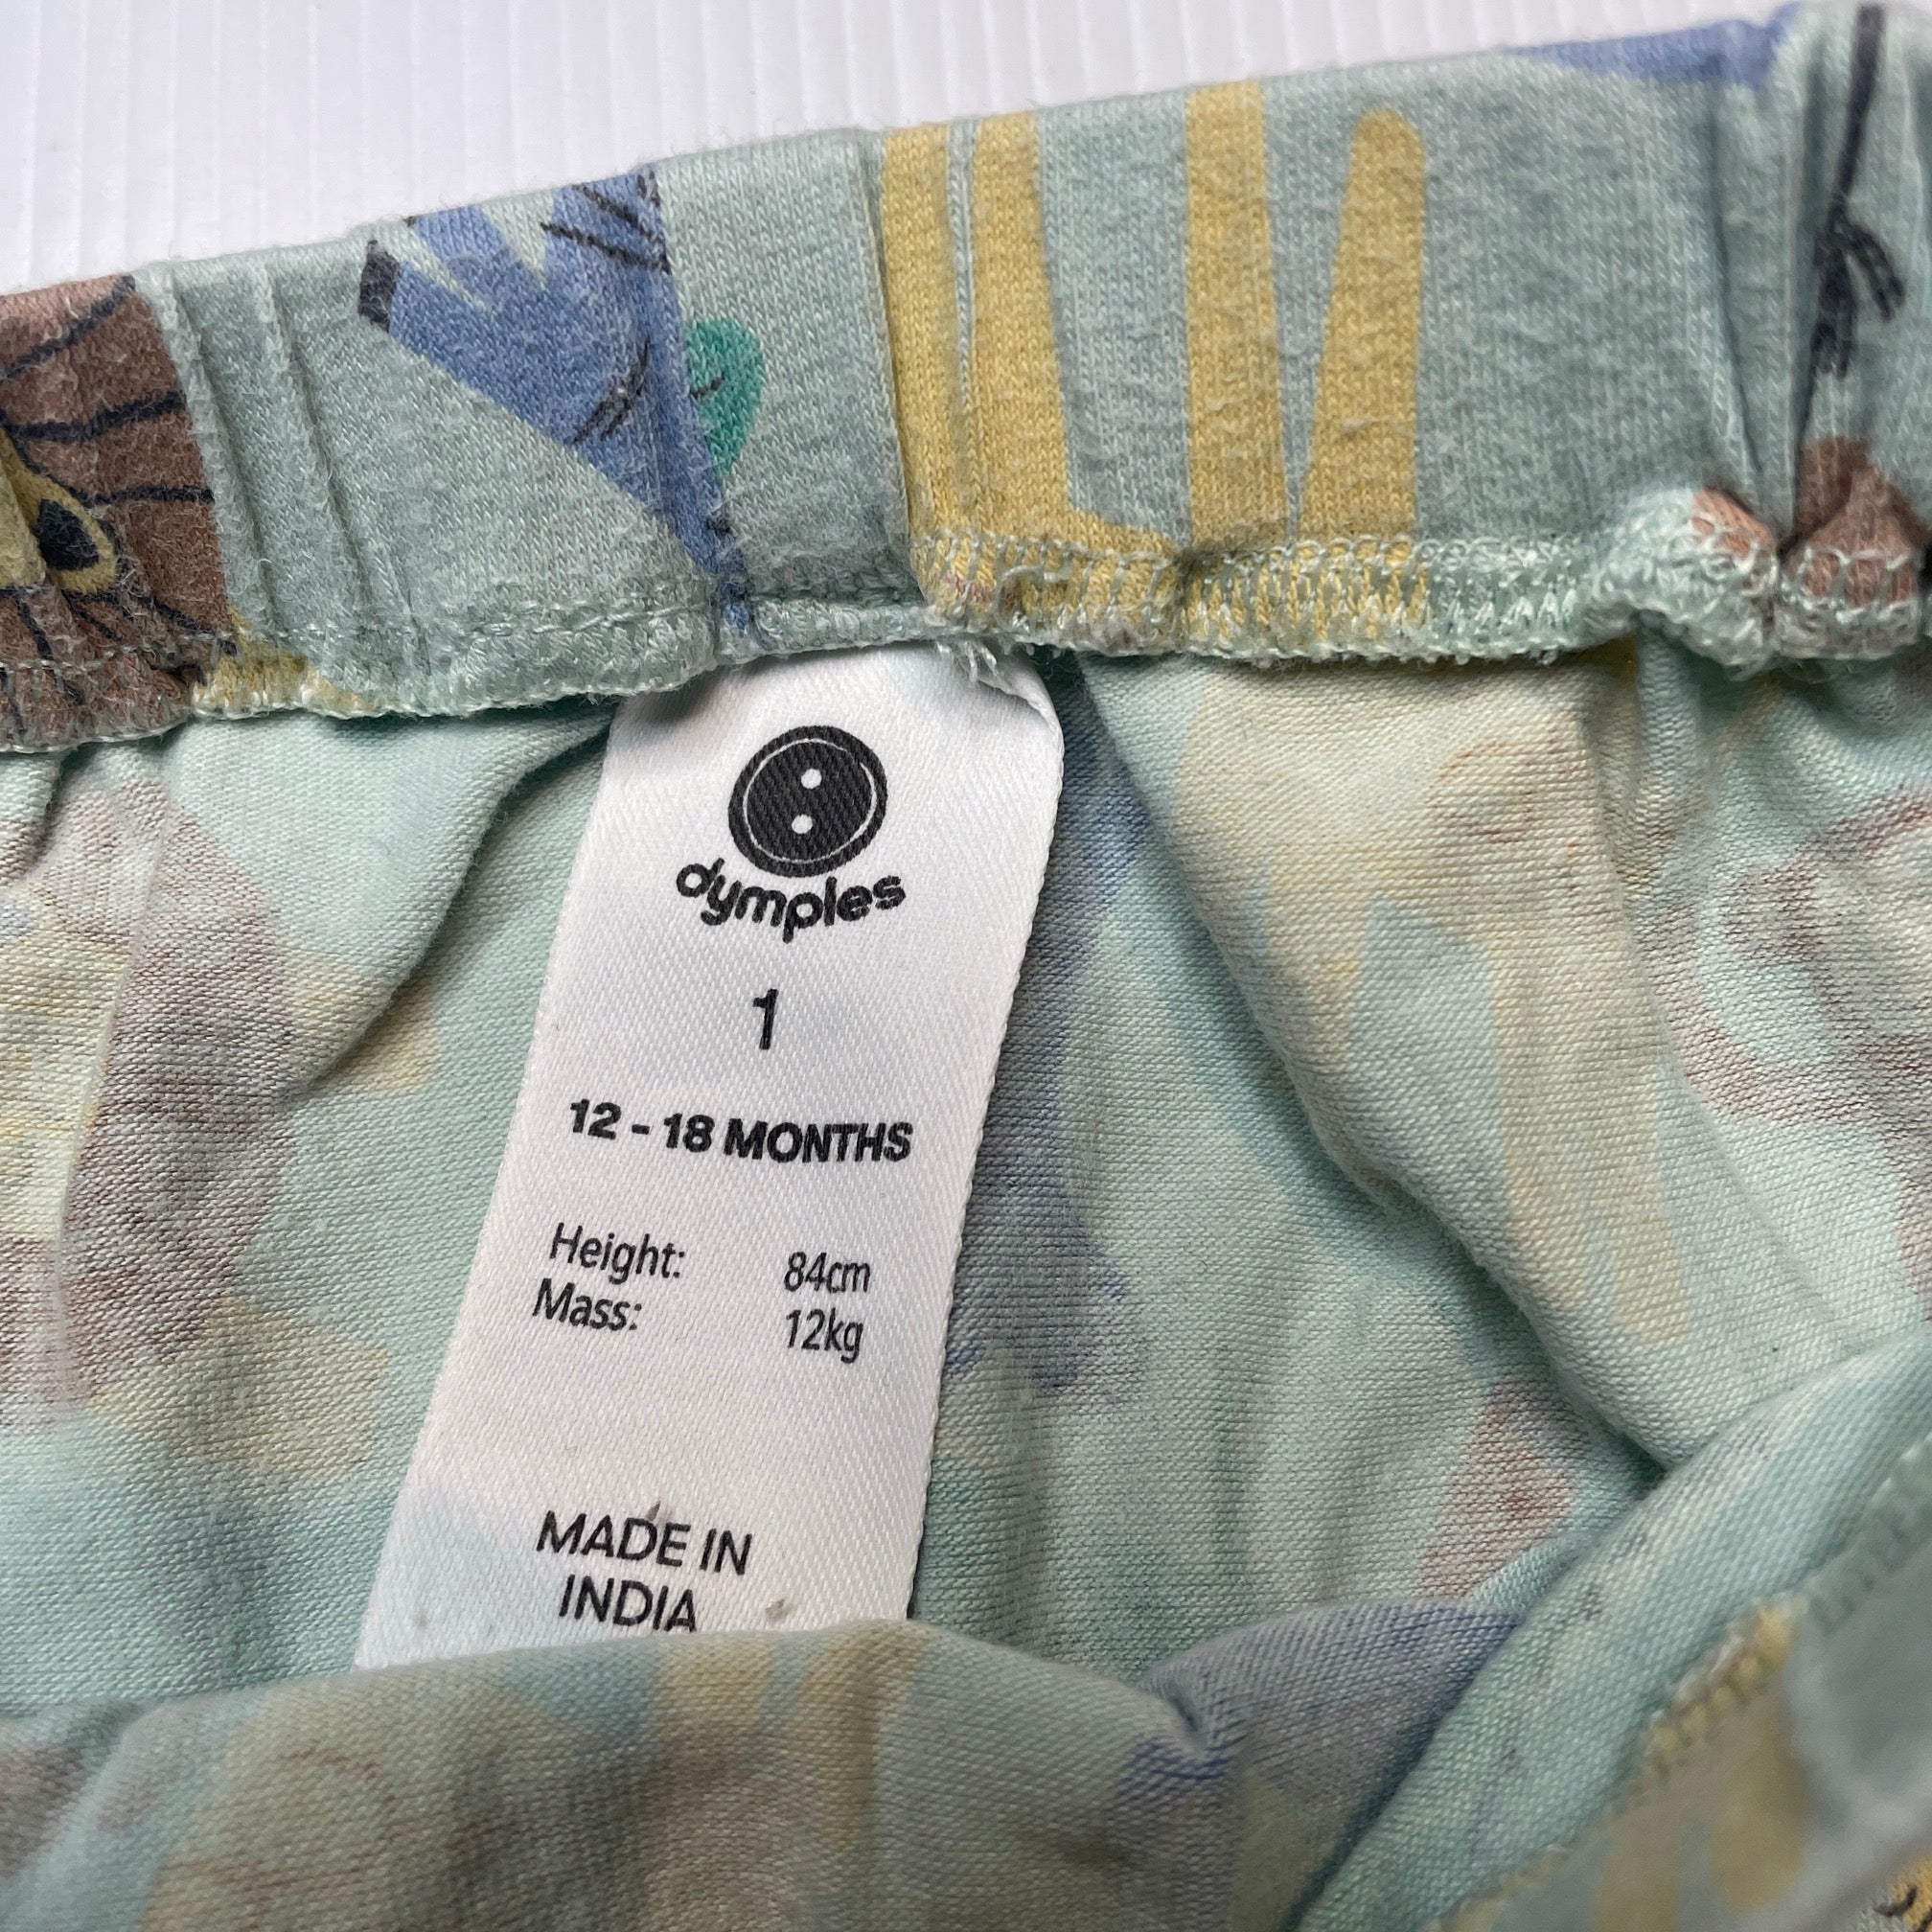 dymples
1
12 - 18 MONTHS
Height: 84cm
Mass: 12kg
MADE IN
INDIA